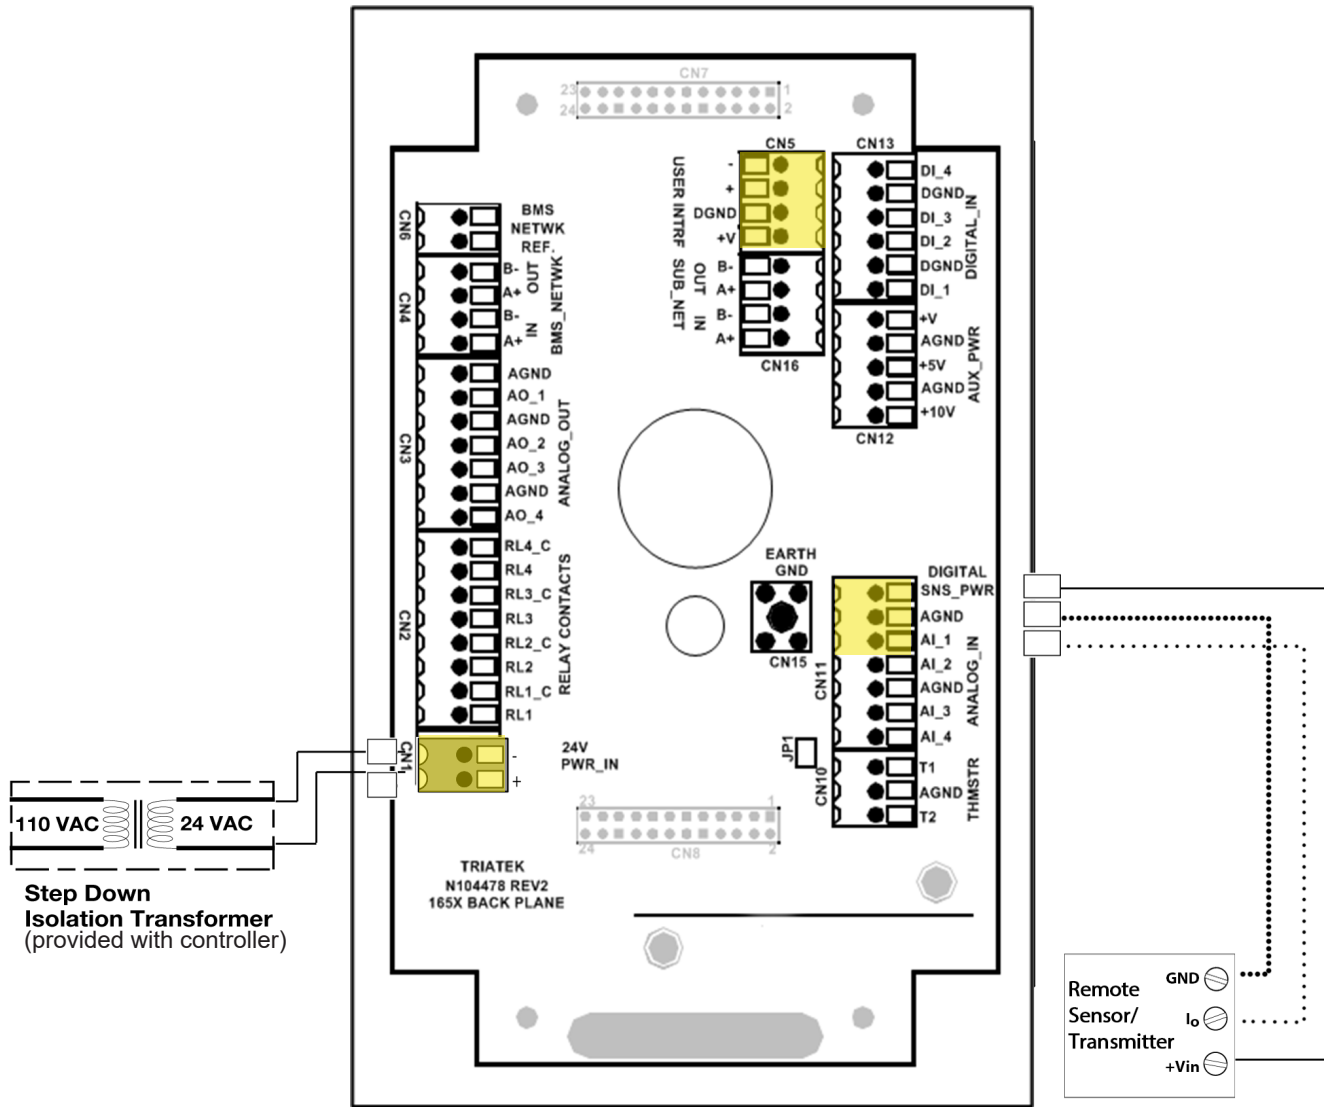 CN7
23
1
24
2
CN5
CN13
-
+
DGND
+V
USER INTRF
B-
A+
B-
A+
OUT
IN
SUB_NET
CN16
DI_4
DGND
DI_3
DI_2
DGND
DI_1
DIGITAL_IN
+V
AGND
+5V
AGND
+10V
AUX_PWR
CN12
CN6
BMS
NETWK
REF.
CN4
B-
A+
B-
A+
OUT
IN
BMS_NETWK
CN3
AGND
AO_1
AGND
AO_2
AO_3
AGND
AO_4
ANALOG_OUT
CN2
RL4_C
RL4
RL3_C
RL3
RL2_C
RL2
RL1_C
RL1
RELAY CONTACTS
EARTH
GND
CN15
DIGITAL
SNS_PWR
AGND
AI_1
AI_2
AGND
AI_3
AI_4
ANALOG_IN
CN11
JP1
CN10
T1
AGND
T2
THMSTR
CN1
-
+
24V
PWR_IN
23
1
24
2
CN8
TRIATEK
N104478 REV2
165X BACK PLANE
110 VAC
24 VAC
Step Down
Isolation Transformer
(provided with controller)
Remote
Sensor/
Transmitter
GND
Io
+Vin